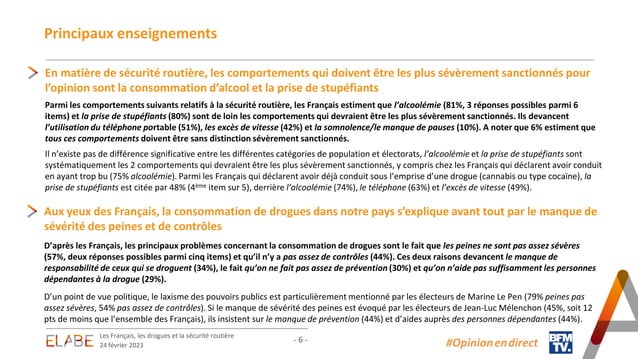 Principaux enseignements
En matière de sécurité routière, les comportements qui doivent être les plus sévèrement sanctionnés pour
l'opinion sont la consommation d'alcool et la prise de stupéfiants
Parmi les comportements suivants relatifs à la sécurité routière, les Français estiment que l'alcoolémie (81%, 3 réponses possibles parmi 6
items) et la prise de stupéfiants (80%) sont de loin les comportements qui devraient être les plus sévèrement sanctionnés. Ils devancent
l'utilisation du téléphone portable (51%), les excès de vitesse (42%) et la somnolence/le manque de pauses (10%). A noter que 6% estiment que
tous ces comportements doivent être sans distinction sévèrement sanctionnés.
Il n'existe pas de différence significative entre les différentes catégories de population et électorats, l'alcoolémie et la prise de stupéfiants sont
systématiquement les 2 comportements qui devraient être les plus sévèrement sanctionnés, y compris chez les Français qui déclarent avoir conduit
en ayant trop bu (75% alcoolémie). Parmi les Français qui déclarent avoir déjà conduit sous l'emprise d'une drogue (cannabis ou type cocaïne), la
prise de stupéfiants est citée par 48% (4ème item sur 5), derrière l'alcoolémie (74%), le téléphone (63%) et l'excès de vitesse (49%).
Aux yeux des Français, la consommation de drogues dans notre pays s'explique avant tout par le manque de
sévérité des peines et de contrôles
D'après les Français, les principaux problèmes concernant la consommation de drogues sont le fait que les peines ne sont pas assez sévères
(57%, deux réponses possibles parmi cinq items) et qu'il n'y a pas assez de contrôles (44%). Ces deux raisons devancent le manque de
responsabilité de ceux qui se droguent (34%), le fait qu'on ne fait pas assez de prévention (30%) et qu'on n'aide pas suffisamment les personnes
dépendantes à la drogue (29%).
D'un point de vue politique, le laxisme des pouvoirs publics est particulièrement mentionné par les électeurs de Marine Le Pen (79% peines pas
assez sévères, 54% pas assez de contrôles). Si le manque de sévérité des peines est évoqué par les électeurs de Jean-Luc Mélenchon (45%, soit 12
pts de moins que l'ensemble des Français), ils insistent sur le manque de prévention (44%) et d'aides auprès des personnes dépendantes (44%).
ELABE
Les Français, les drogues et la sécurité routière
24 février 2023
- 6 -
#Opinion en direct
BFM
TV.